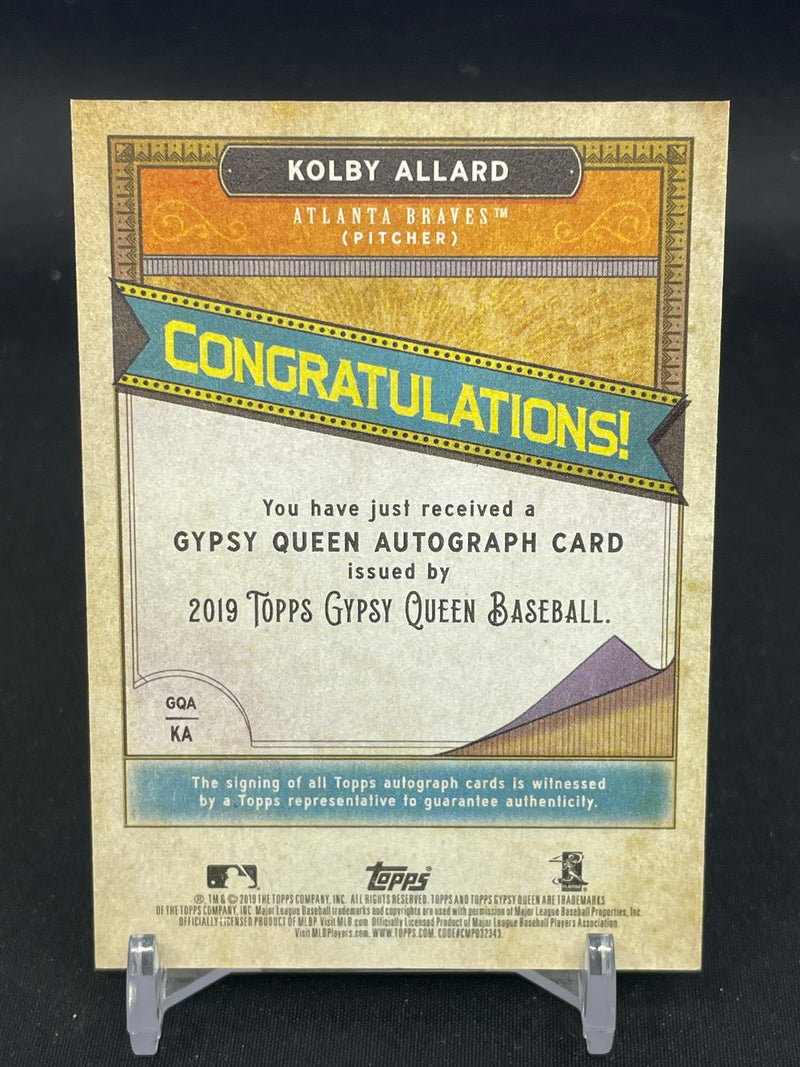 KOLBY ALLARD
ATLANTA BRAVES™
(PITCHER)
CONGRATULATIONS!
You have just received a
GYPSY QUEEN AUTOGRAPH CARD
issued by
2019 TOPPS GYPSY QUEEN BASEBALL.
GQA
KA
The signing of all Topps autograph cards is witnessed
by a Topps representative to guarantee authenticity.
topps®
®, TM & © 2019 THE TOPPS COMPANY, INC. ALL RIGHTS RESERVED. TOPPS AND TOPPS GYPSY QUEEN ARE TRADEMARKS
OF THE TOPPS COMPANY, INC. Major League Baseball trademarks and copyrights are used with permission of Major League Baseball Properties, Inc.
OFFICIALLY LICENSED PRODUCT OF MLBP Visit MLB.com Officially Licensed Product of Major League Baseball Players Association.
Visit MLBPlayers.com. WWW.TOPPS.COM. CODE#CMP032343.